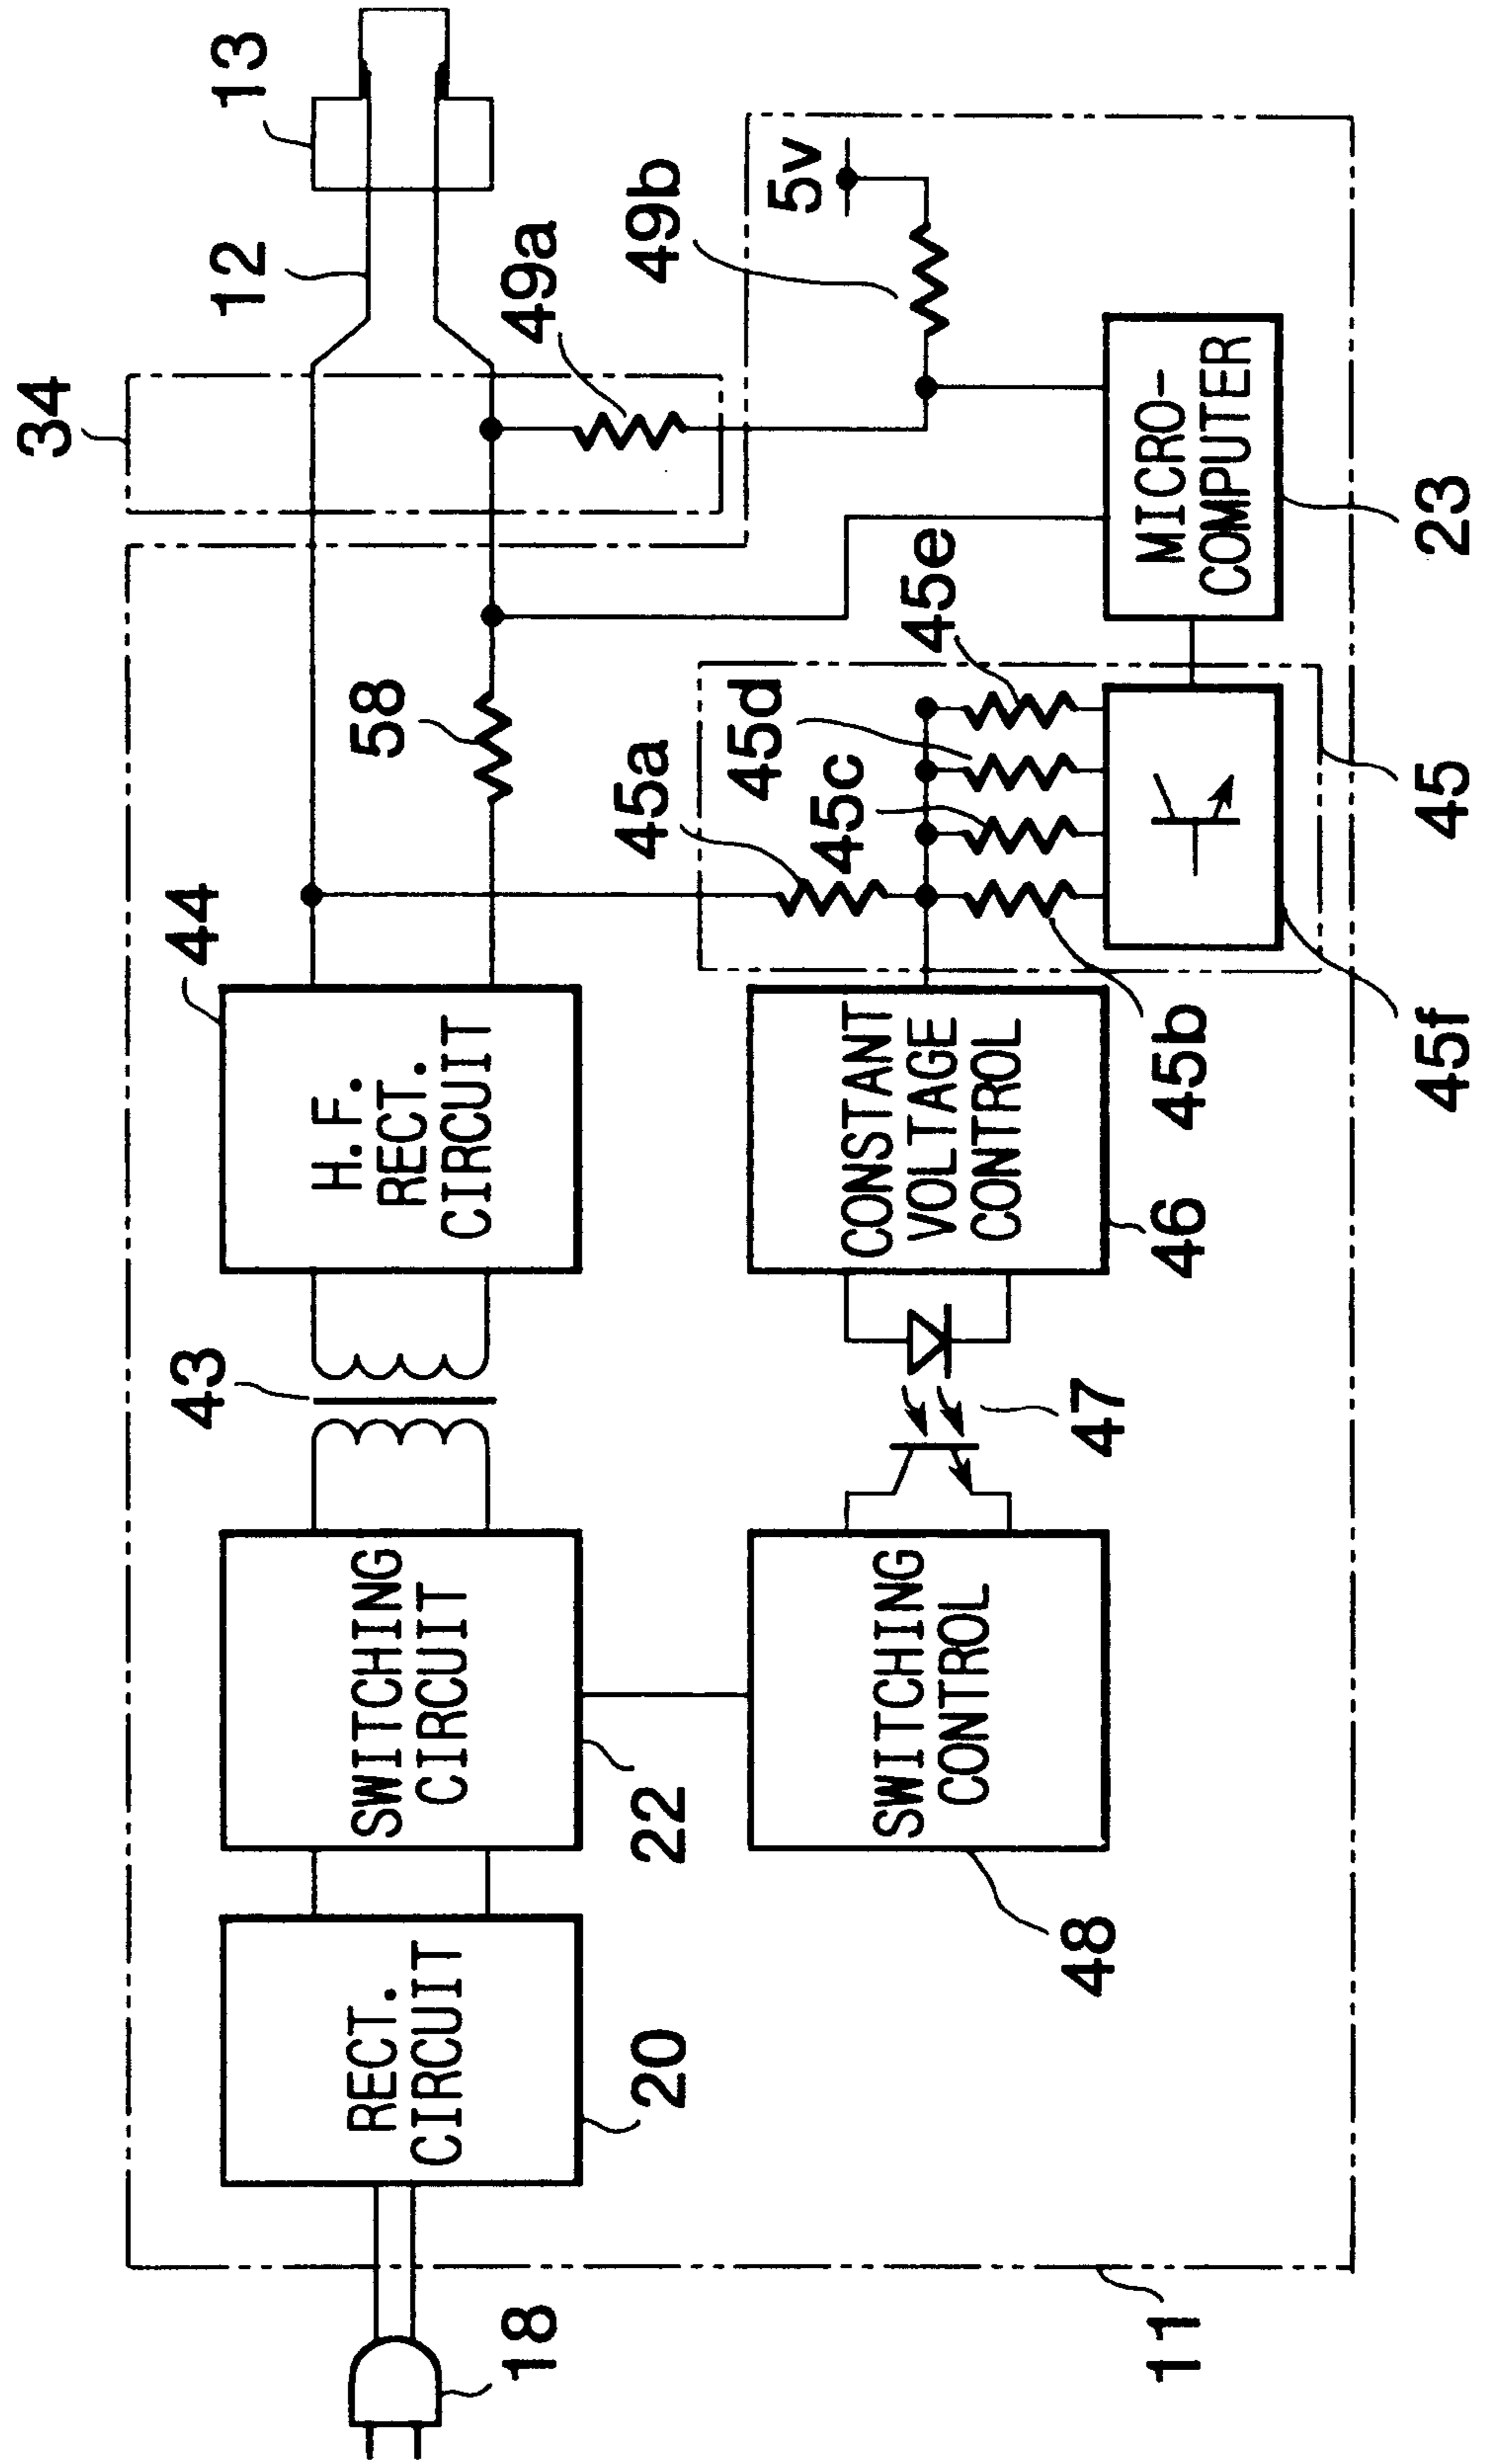 34
13
12
49a
49b
5v
44
58
45a
45c
45d
45e
H.F.
RECT.
CIRCUIT
43
SWITCHING
CIRCUIT
22
RECT.
CIRCUIT
20
18
MICRO-
COMPUTER
23
45
45f
45b
CONSTANT
VOLTAGE
CONTROL
46
47
SWITCHING
CONTROL
48
11